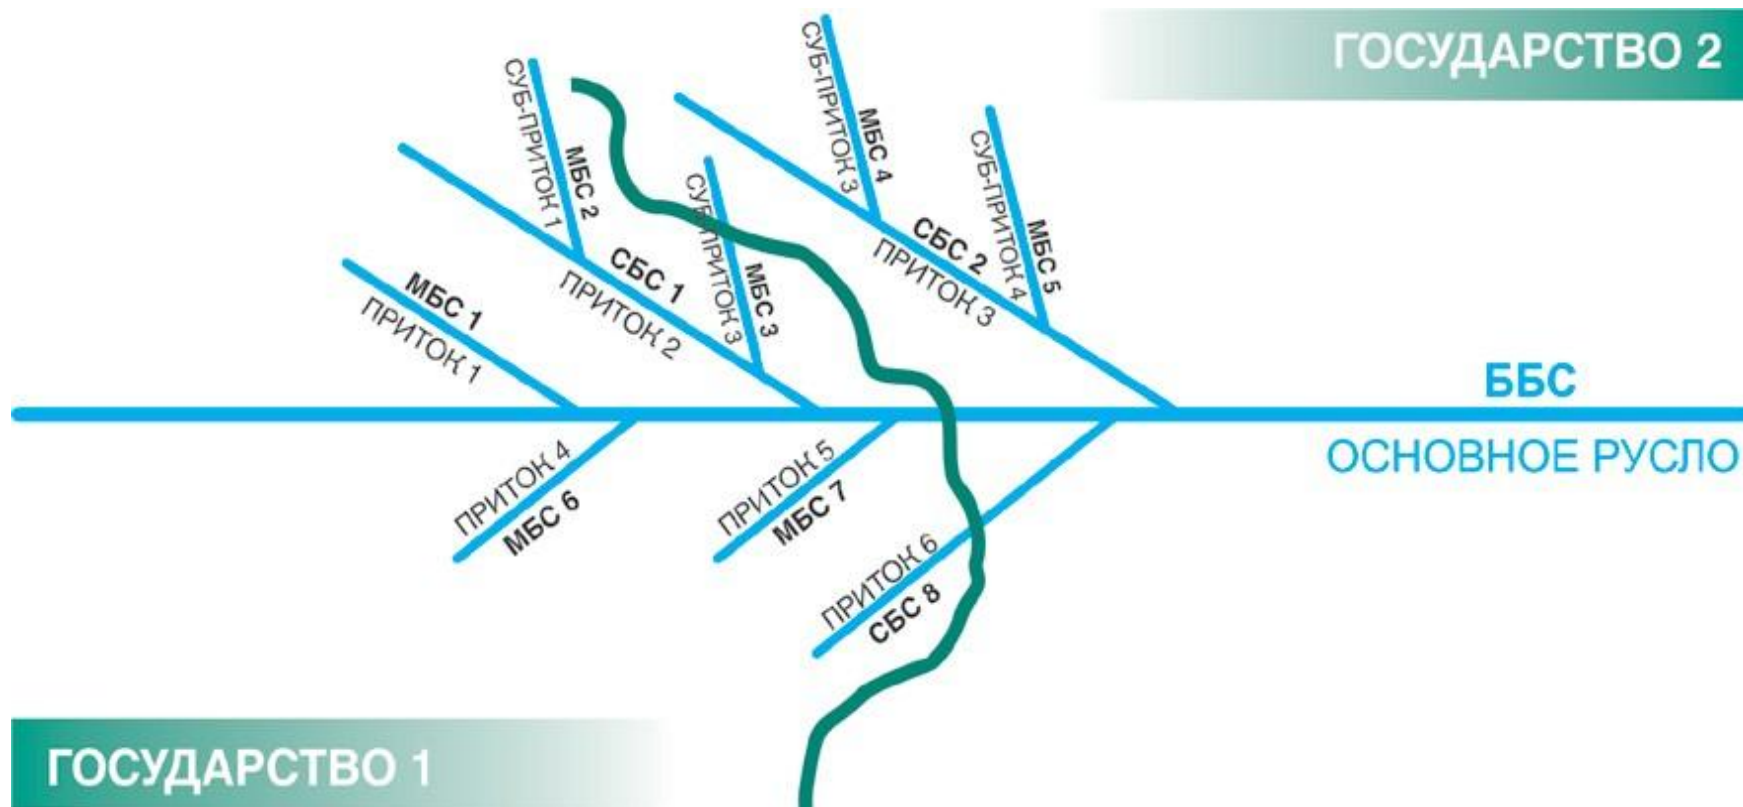 ГОСУДАРСТВО 2
СУБ-ПРИТОК 1
МБС 2
СУБ-ПРИТОК 3
МБС 4
СУБ-ПРИТОК 4
МБС 5
СУБ-ПРИТОК 3
МБС 3
МБС 1
ПРИТОК 1
СБС 1
ПРИТОК 2
СБС 2
ПРИТОК 3
ББС
ОСНОВНОЕ РУСЛО
ПРИТОК 4
МБС 6
ПРИТОК 5
МБС 7
ПРИТОК 6
СБС 8
ГОСУДАРСТВО 1